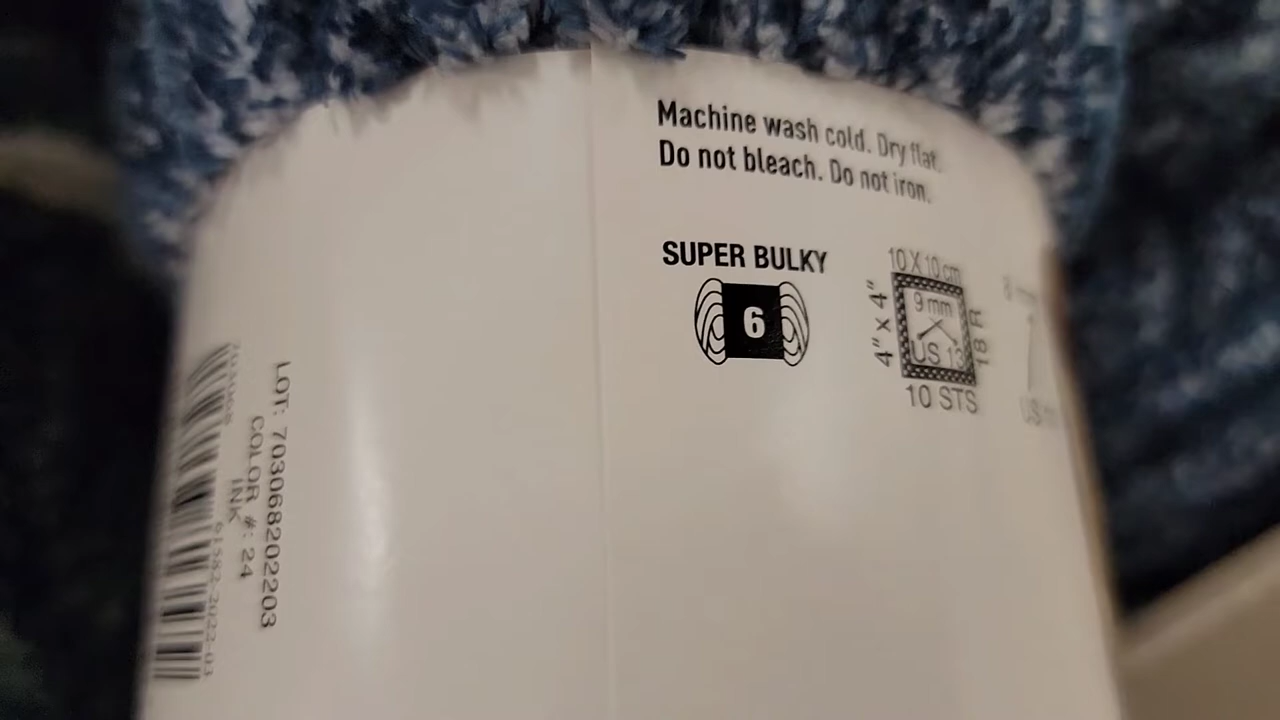 Machine wash cold. Dry flat.
Do not bleach. Do not iron.
SUPER BULKY
6
10 X 10 cm
4" x 4"
9 mm
US 13
18 R
10 STS
LOT: 7030682022203
COLOR #: 24
INK